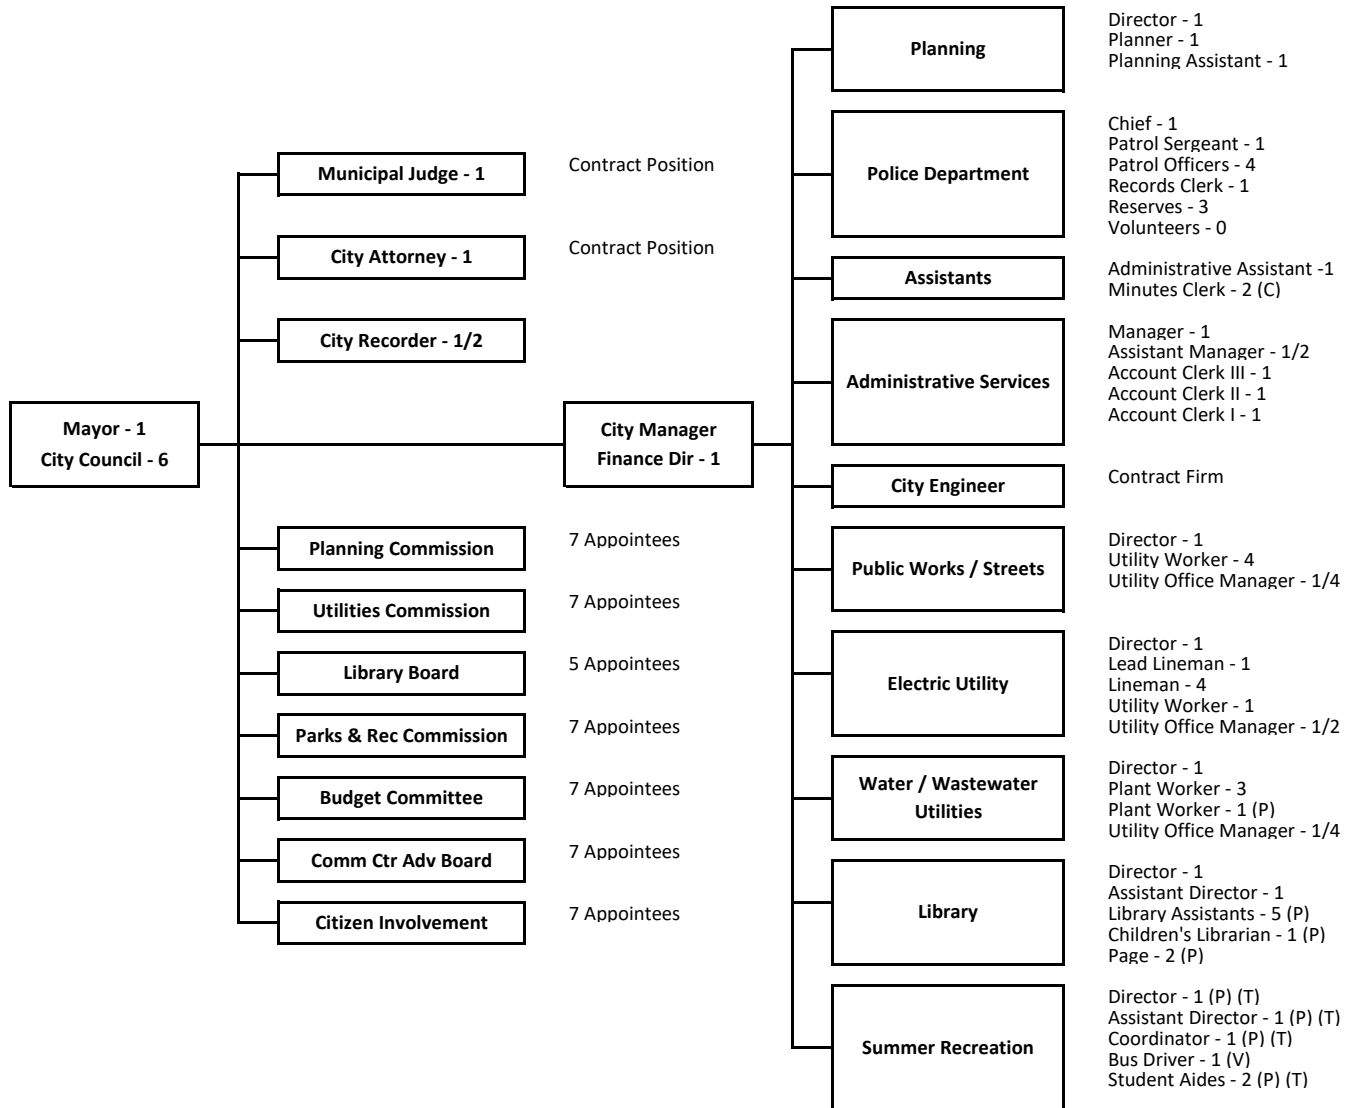 Mayor - 1
City Council - 6
Municipal Judge - 1
Contract Position
City Attorney - 1
Contract Position
City Recorder - 1/2
City Manager
Finance Dir - 1
Planning Commission
7 Appointees
Utilities Commission
7 Appointees
Library Board
5 Appointees
Parks & Rec Commission
7 Appointees
Budget Committee
7 Appointees
Comm Ctr Adv Board
7 Appointees
Citizen Involvement
7 Appointees
Planning
Director - 1
Planner - 1
Planning Assistant - 1
Police Department
Chief - 1
Patrol Sergeant - 1
Patrol Officers - 4
Records Clerk - 1
Reserves - 3
Volunteers - 0
Assistants
Administrative Assistant -1
Minutes Clerk - 2 (C)
Administrative Services
Manager - 1
Assistant Manager - 1/2
Account Clerk III - 1
Account Clerk II - 1
Account Clerk I - 1
City Engineer
Contract Firm
Public Works / Streets
Director - 1
Utility Worker - 4
Utility Office Manager - 1/4
Electric Utility
Director - 1
Lead Lineman - 1
Lineman - 4
Utility Worker - 1
Utility Office Manager - 1/2
Water / Wastewater
Utilities
Director - 1
Plant Worker - 3
Plant Worker - 1 (P)
Utility Office Manager - 1/4
Library
Director - 1
Assistant Director - 1
Library Assistants - 5 (P)
Children's Librarian - 1 (P)
Page - 2 (P)
Summer Recreation
Director - 1 (P) (T)
Assistant Director - 1 (P) (T)
Coordinator - 1 (P) (T)
Bus Driver - 1 (V)
Student Aides - 2 (P) (T)